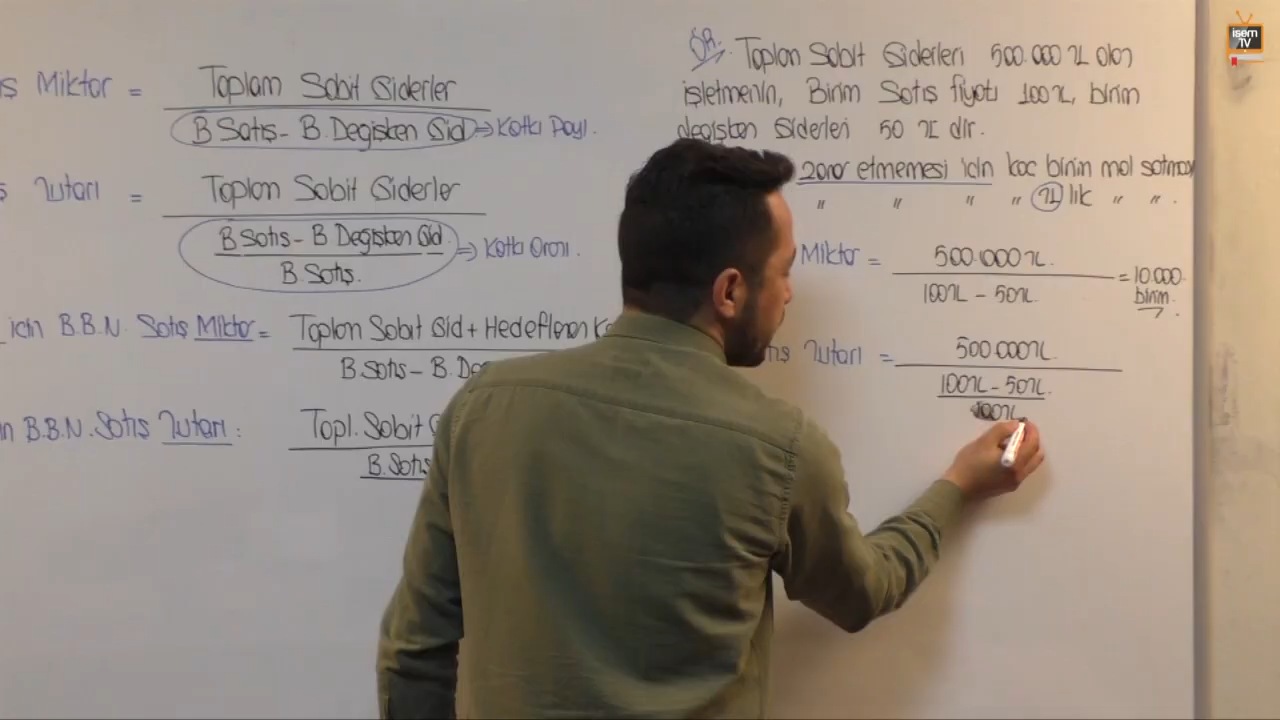 ış Miktar = Toplam Sabit Giderler
B Satış - B. Değişken Gid => Katkı Payı.
ş Tutarı = Toplam Sabit Giderler
B Satış - B Değişken Gid. => Katkı Oranı.
B. Satış.
için B.B.N. Satış Miktar = Toplam Sabit Gid + Hedeflenen
B Satış - B. De
n B.B.N. Satış Tutarı : Topl. Sabit G
B. Satış
ÖR. Toplam Sabit Giderleri 500.000 TL olan
işletmenin, Birim Satış fiyatı 100 TL, birim
değişken Giderleri 50 TL dir.
zarar etmemesi için kaç birim mal satması
" " " " TL lik " " .
Miktar = 500.000 TL. = 10.000 birim.
100 TL - 50 TL.
Tutarı = 500.000 TL.
100 TL - 50 TL.
100 TL
isem
TV